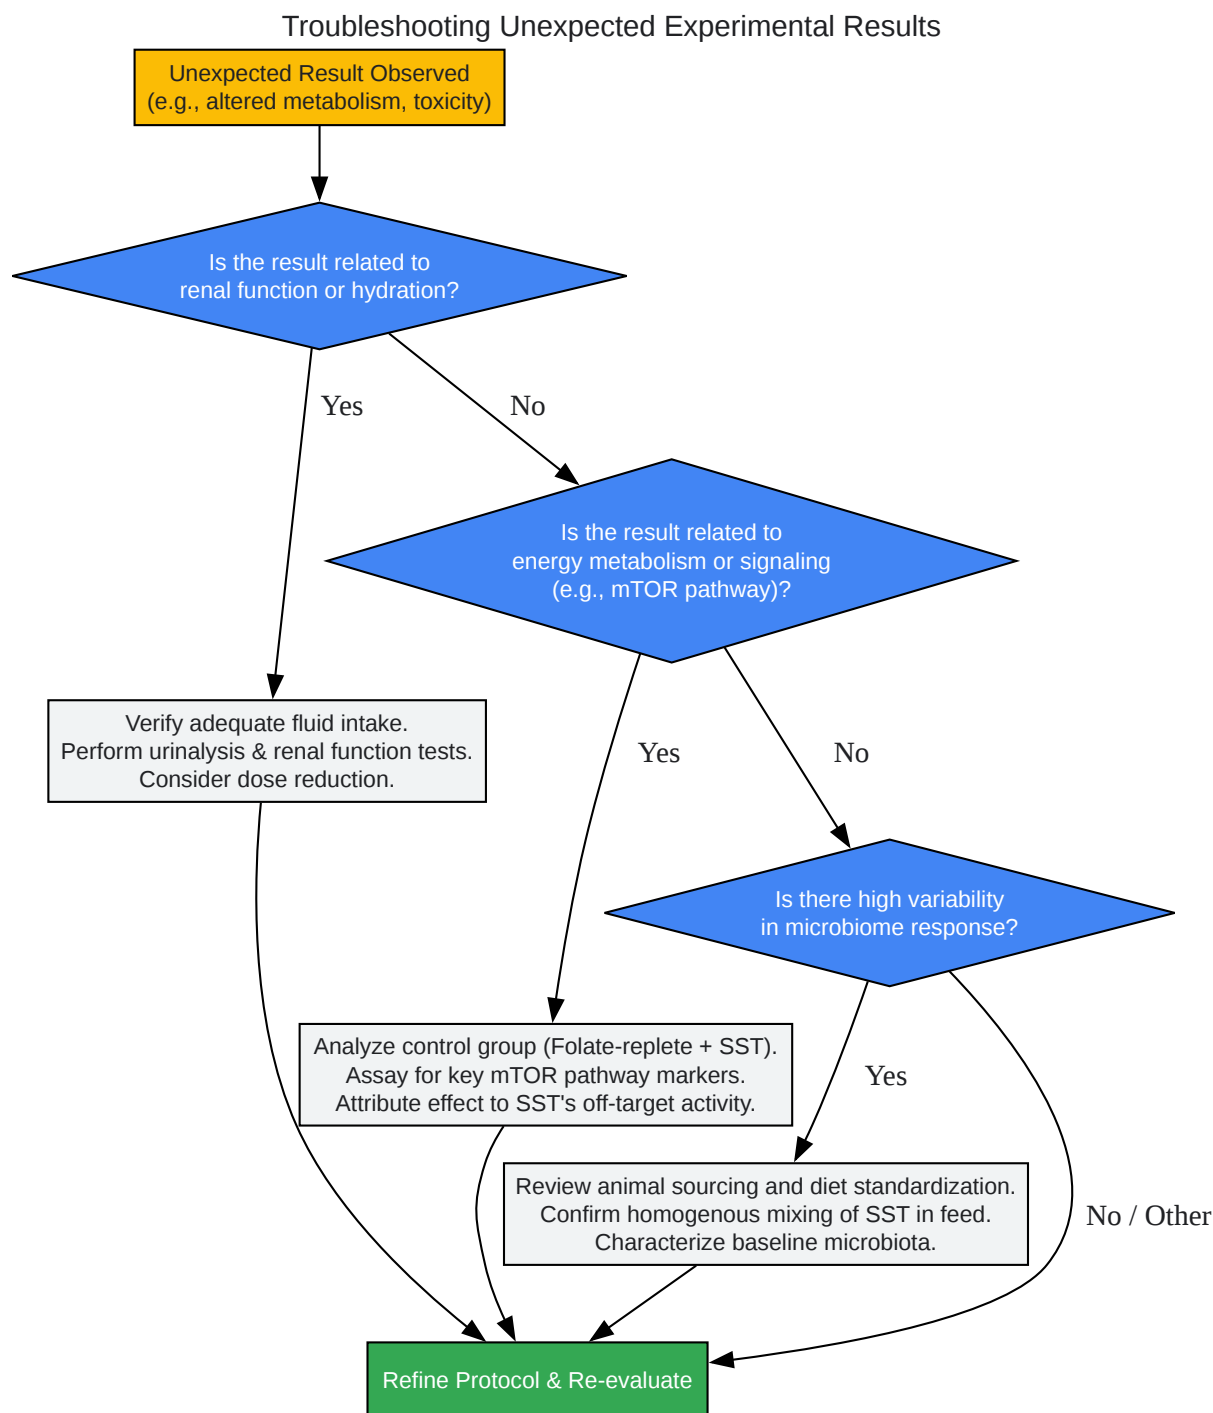 Troubleshooting Unexpected Experimental Results
Unexpected Result Observed
(e.g., altered metabolism, toxicity)
Is the result related to
renal function or hydration?
Yes
No
Is the result related to
energy metabolism or signaling
(e.g., mTOR pathway)?
Verify adequate fluid intake.
Perform urinalysis & renal function tests.
Consider dose reduction.
Yes
No
Is there high variability
in microbiome response?
Analyze control group (Folate-replete + SST).
Assay for key mTOR pathway markers.
Attribute effect to SST's off-target activity.
Yes
Review animal sourcing and diet standardization.
Confirm homogenous mixing of SST in feed.
Characterize baseline microbiota.
No / Other
Refine Protocol & Re-evaluate